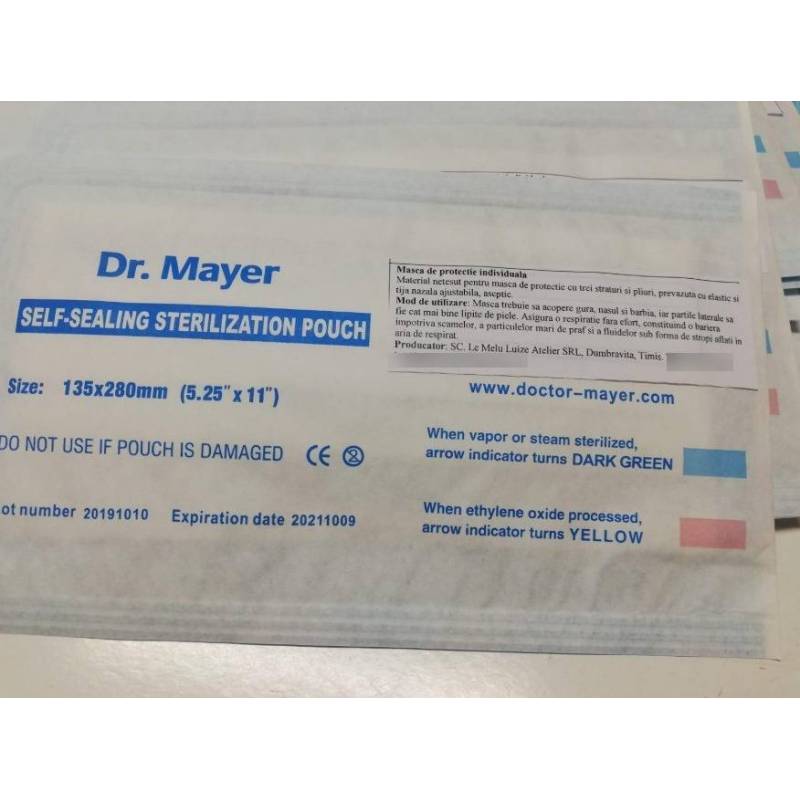 Dr. Mayer
SELF-SEALING STERILIZATION POUCH
Size: 135x280mm (5.25" x 11")
DO NOT USE IF POUCH IS DAMAGED CE 2
ot number 20191010 Expiration date 20211009
Masca de protectie individuala
Material netesut pentru masca de protectie cu trei straturi si pliuri, prevazuta cu elastic si
tija nazala ajustabila, aseptic.
Mod de utilizare: Masca trebuie sa acopere gura, nasul si barbia, iar partile laterale sa
fie cat mai bine lipite de piele. Asigura o respiratie fara efort, constituind o bariera
impotriva scamelor, a particulelor mari de praf si a fluidelor sub forma de stropi aflati in
aria de respirat.
Producator: SC. Le Melu Luize Atelier SRL, Dumbravita, Timis.
www.doctor-mayer.com
When vapor or steam sterilized,
arrow indicator turns DARK GREEN
When ethylene oxide processed,
arrow indicator turns YELLOW